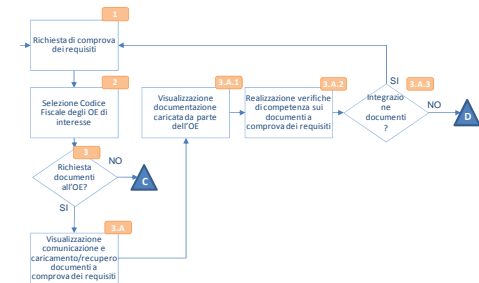 1
Richiesta di comprova
dei requisiti
2
Selezione Codice
Fiscale degli OE di
interesse
3
Richiesta
documenti
all'OE?
NO
C
SI
3.A
Visualizzazione
comunicazione e
caricamento/recupero
documenti a
comprova dei requisiti
3.A.1
Visualizzazione
documentazione
caricata da parte
dell'OE
3.A.2
Realizzazione verifiche
di competenza sui
documenti a
comprova dei requisiti
SI
3.A.3
Integrazio
ne
documenti
?
NO
D